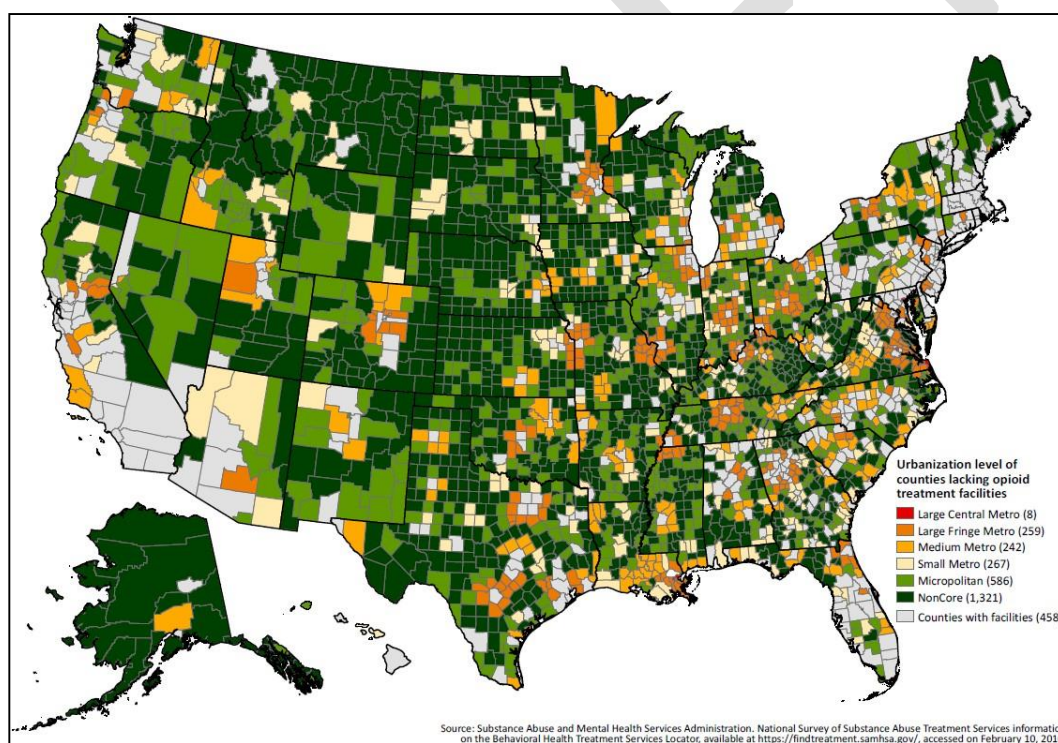 Urbanization level of
counties lacking opioid
treatment facilities
Large Central Metro (8)
Large Fringe Metro (259)
Medium Metro (242)
Small Metro (267)
Micropolitan (586)
NonCore (1,321)
Counties with facilities (458
Source: Substance Abuse and Mental Health Services Administration. National Survey of Substance Abuse Treatment Services informatio
on the Behavioral Health Treatment Services Locator, available at https://findtreatment.samhsa.gov/, accessed on February 10, 201